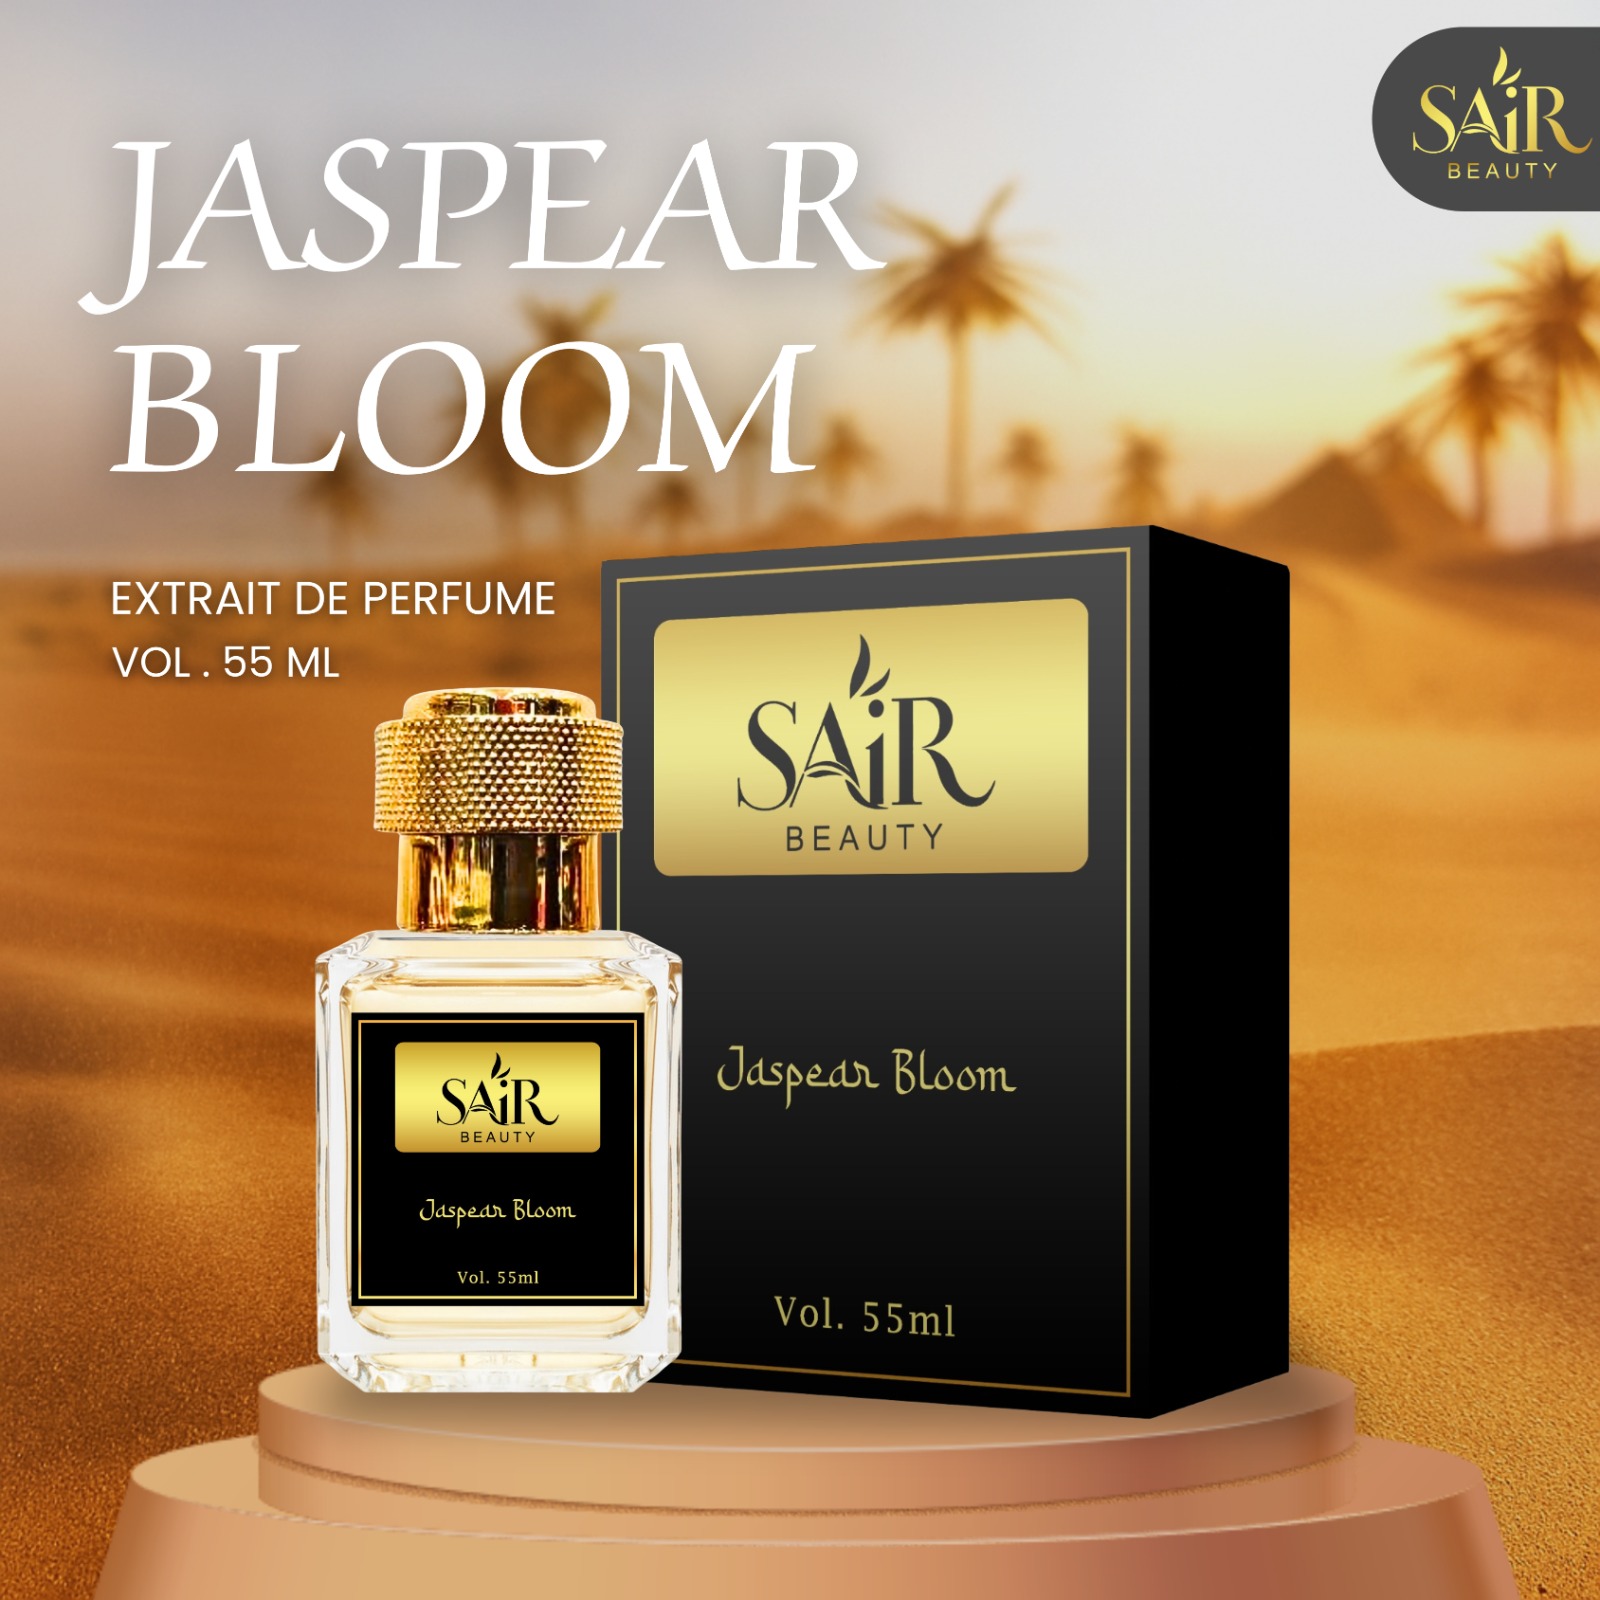 SAiR
BEAUTY
JASPEAR
BLOOM
EXTRAIT DE PERFUME
VOL . 55 ML
SAiR
BEAUTY
Jaspear Bloom
Vol. 55ml
SAiR
BEAUTY
Jaspear Bloom
Vol. 55ml